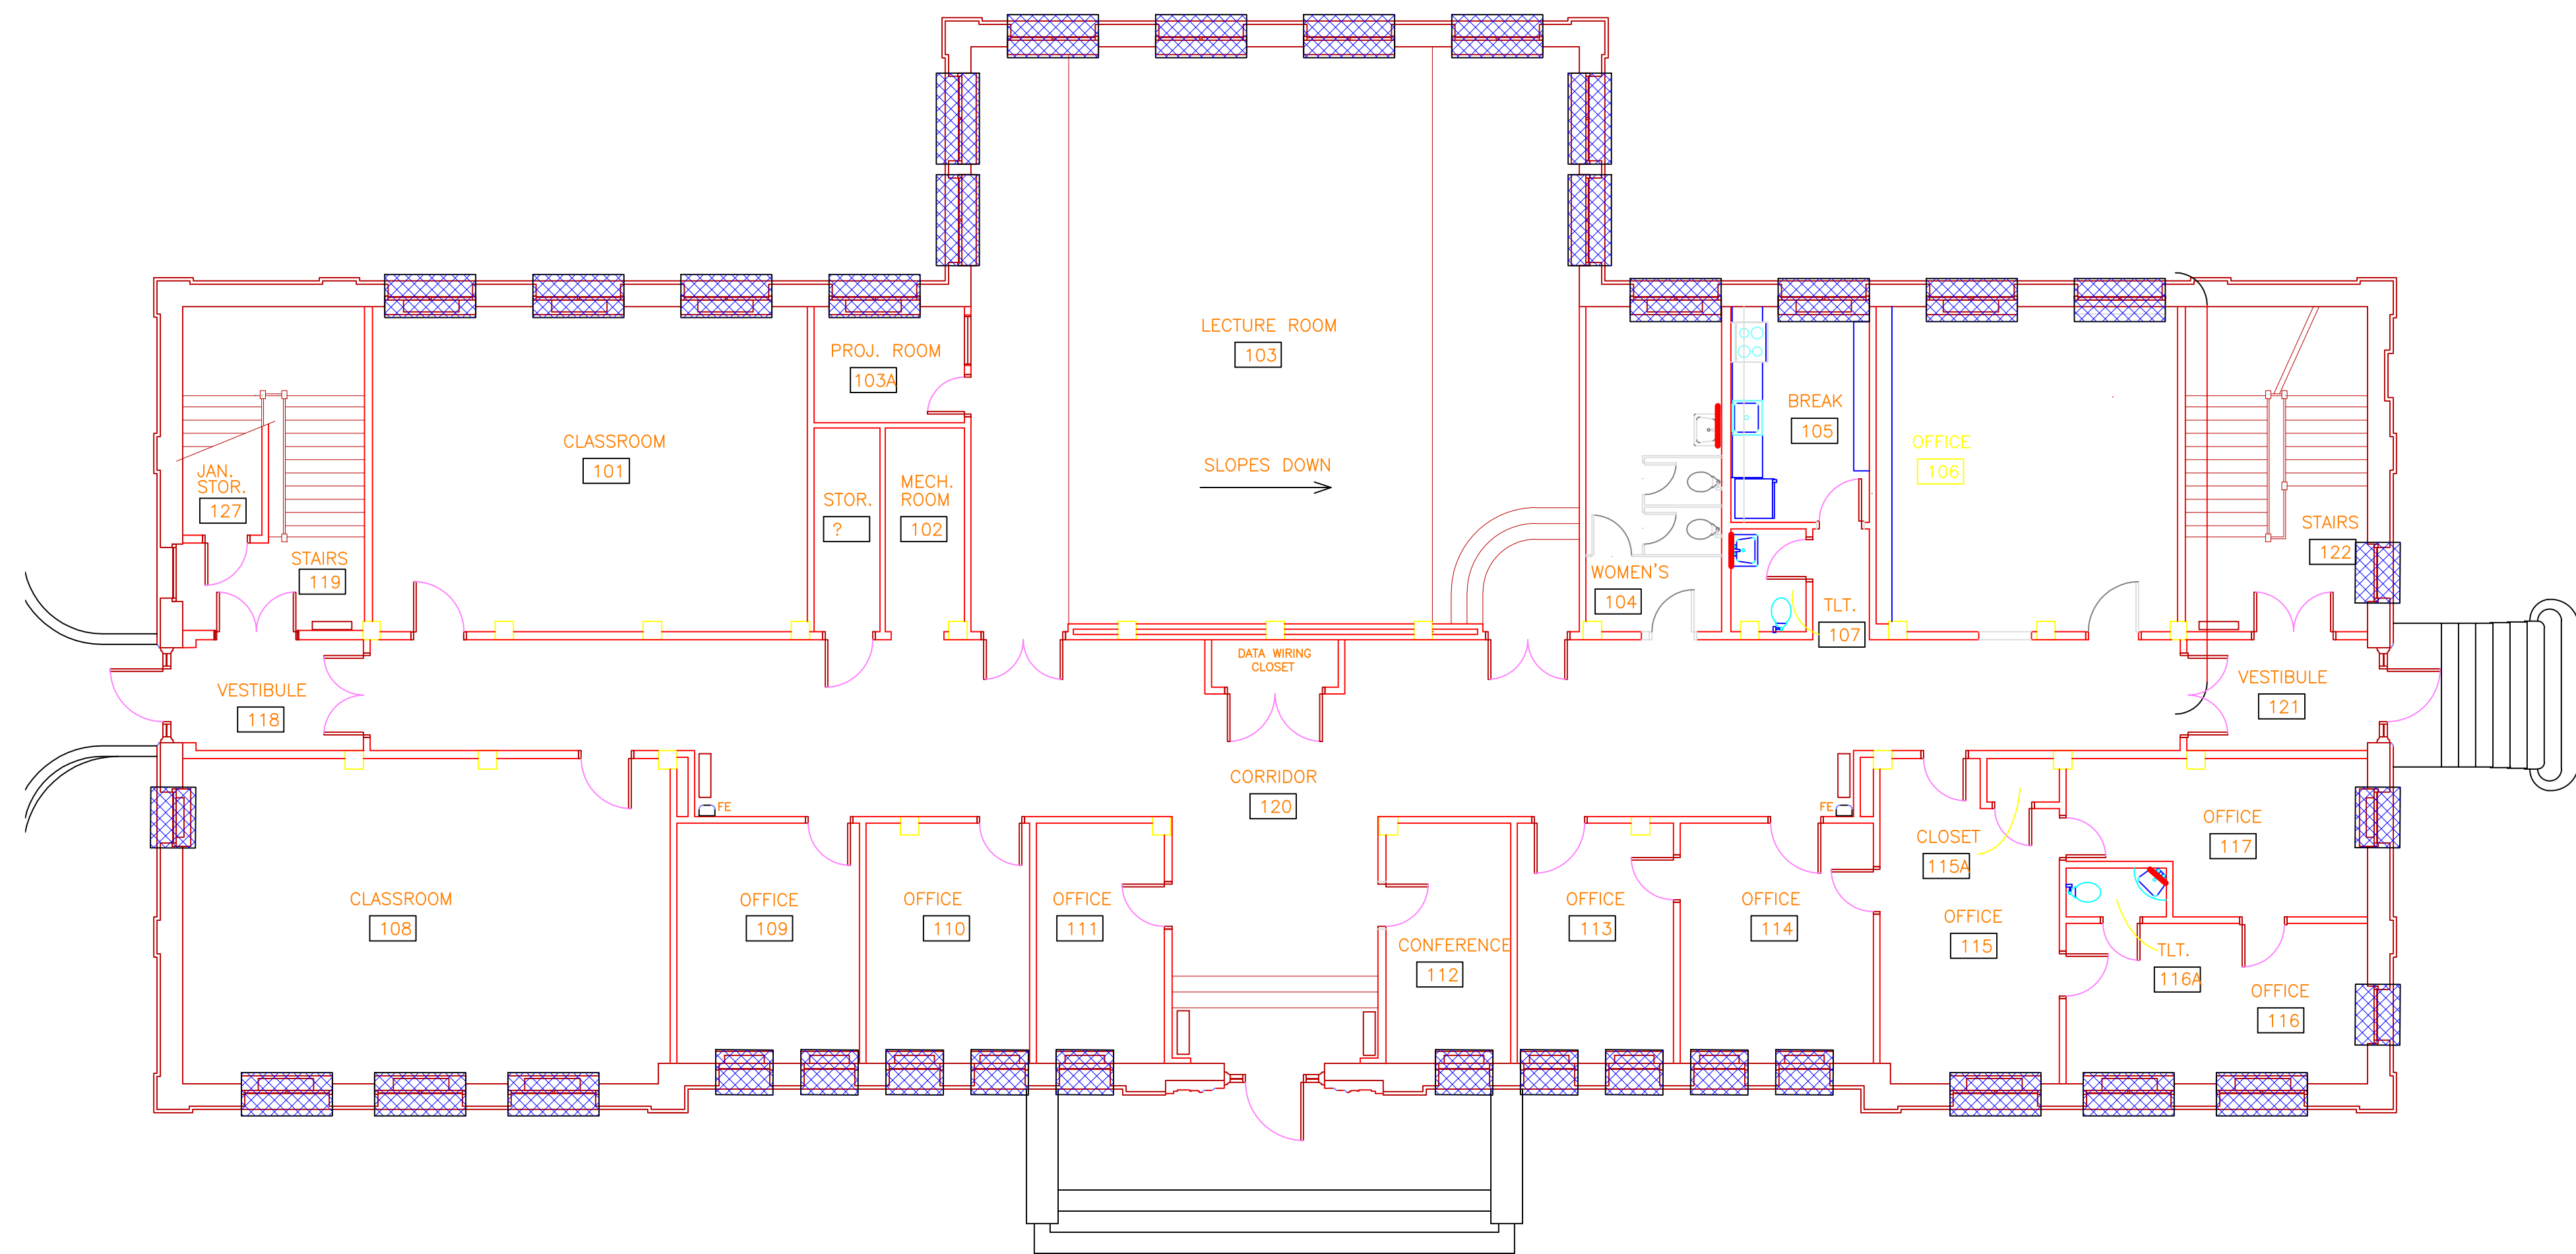 LECTURE ROOM
103
SLOPES DOWN
PROJ. ROOM
103A
CLASSROOM
101
JAN.
STOR.
127
STAIRS
119
STOR.
?
MECH.
ROOM
102
BREAK
105
OFFICE
106
WOMEN'S
104
TLT.
107
STAIRS
122
DATA WIRING
CLOSET
VESTIBULE
118
VESTIBULE
121
CORRIDOR
120
FE
FE
CLASSROOM
108
OFFICE
109
OFFICE
110
OFFICE
111
CONFERENCE
112
OFFICE
113
OFFICE
114
CLOSET
115A
OFFICE
115
OFFICE
117
TLT.
116A
OFFICE
116